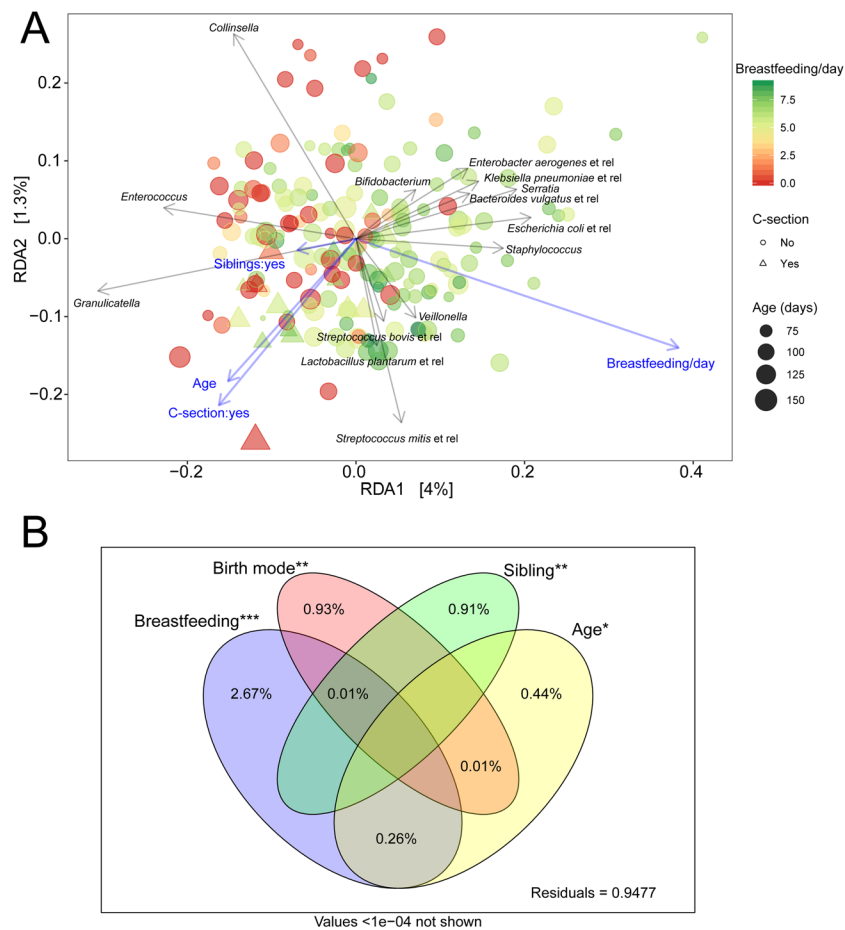 A
Collinsella
Enterobacter aerogenes et rel
Klebsiella pneumoniae et rel
Bifidobacterium
Serratia
Bacteroides vulgatus et rel
Enterococcus
Escherichia coli et rel
Staphylococcus
Siblings:yes
Granulicatella
Veillonella
Streptococcus bovis et rel
Lactobacillus plantarum et rel
Breastfeeding/day
Age
C-section:yes
Streptococcus mitis et rel
0.2
0.1
0.0
−0.1
−0.2
RDA2 [1.3%]
−0.2
0.0
0.2
0.4
RDA1 [4%]
Breastfeeding/day
7.5
5.0
2.5
0.0
C-section
No
Yes
Age (days)
75
100
125
150
B
Birth mode**
Sibling**
Breastfeeding***
Age*
0.93%
0.91%
2.67%
0.01%
0.44%
0.01%
0.26%
Residuals = 0.9477
Values <1e−04 not shown